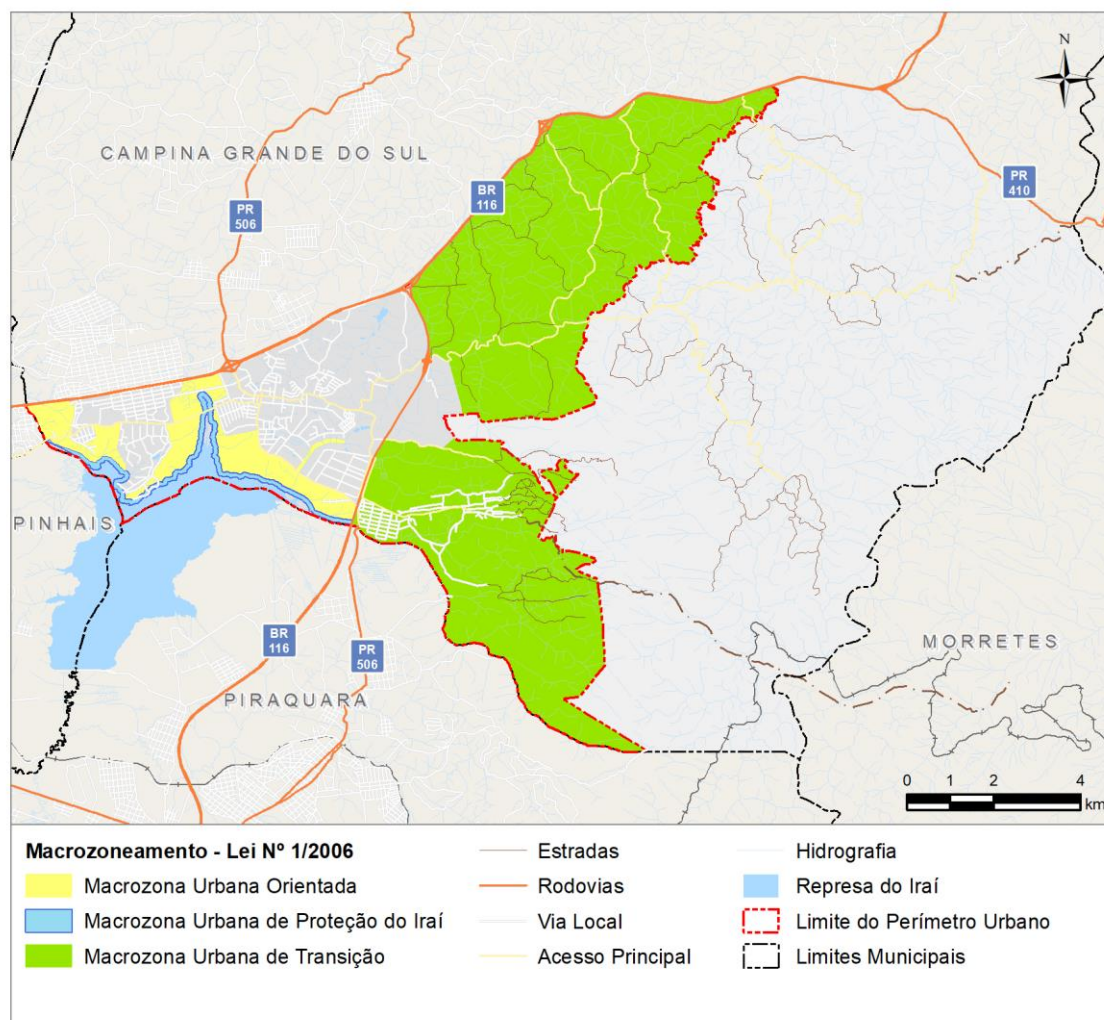 N
CAMPINA GRANDE DO SUL
BR
116
PR
410
PR
506
PINHAIS
MORRETES
BR
116
PR
506
PIRAQUARA
0 1 2 4
km
Macrozoneamento - Lei Nº 1/2006
Macrozona Urbana Orientada
Macrozona Urbana de Proteção do Iraí
Macrozona Urbana de Transição
Estradas
Rodovias
Via Local
Acesso Principal
Hidrografia
Represa do Iraí
Limite do Perímetro Urbano
Limites Municipais